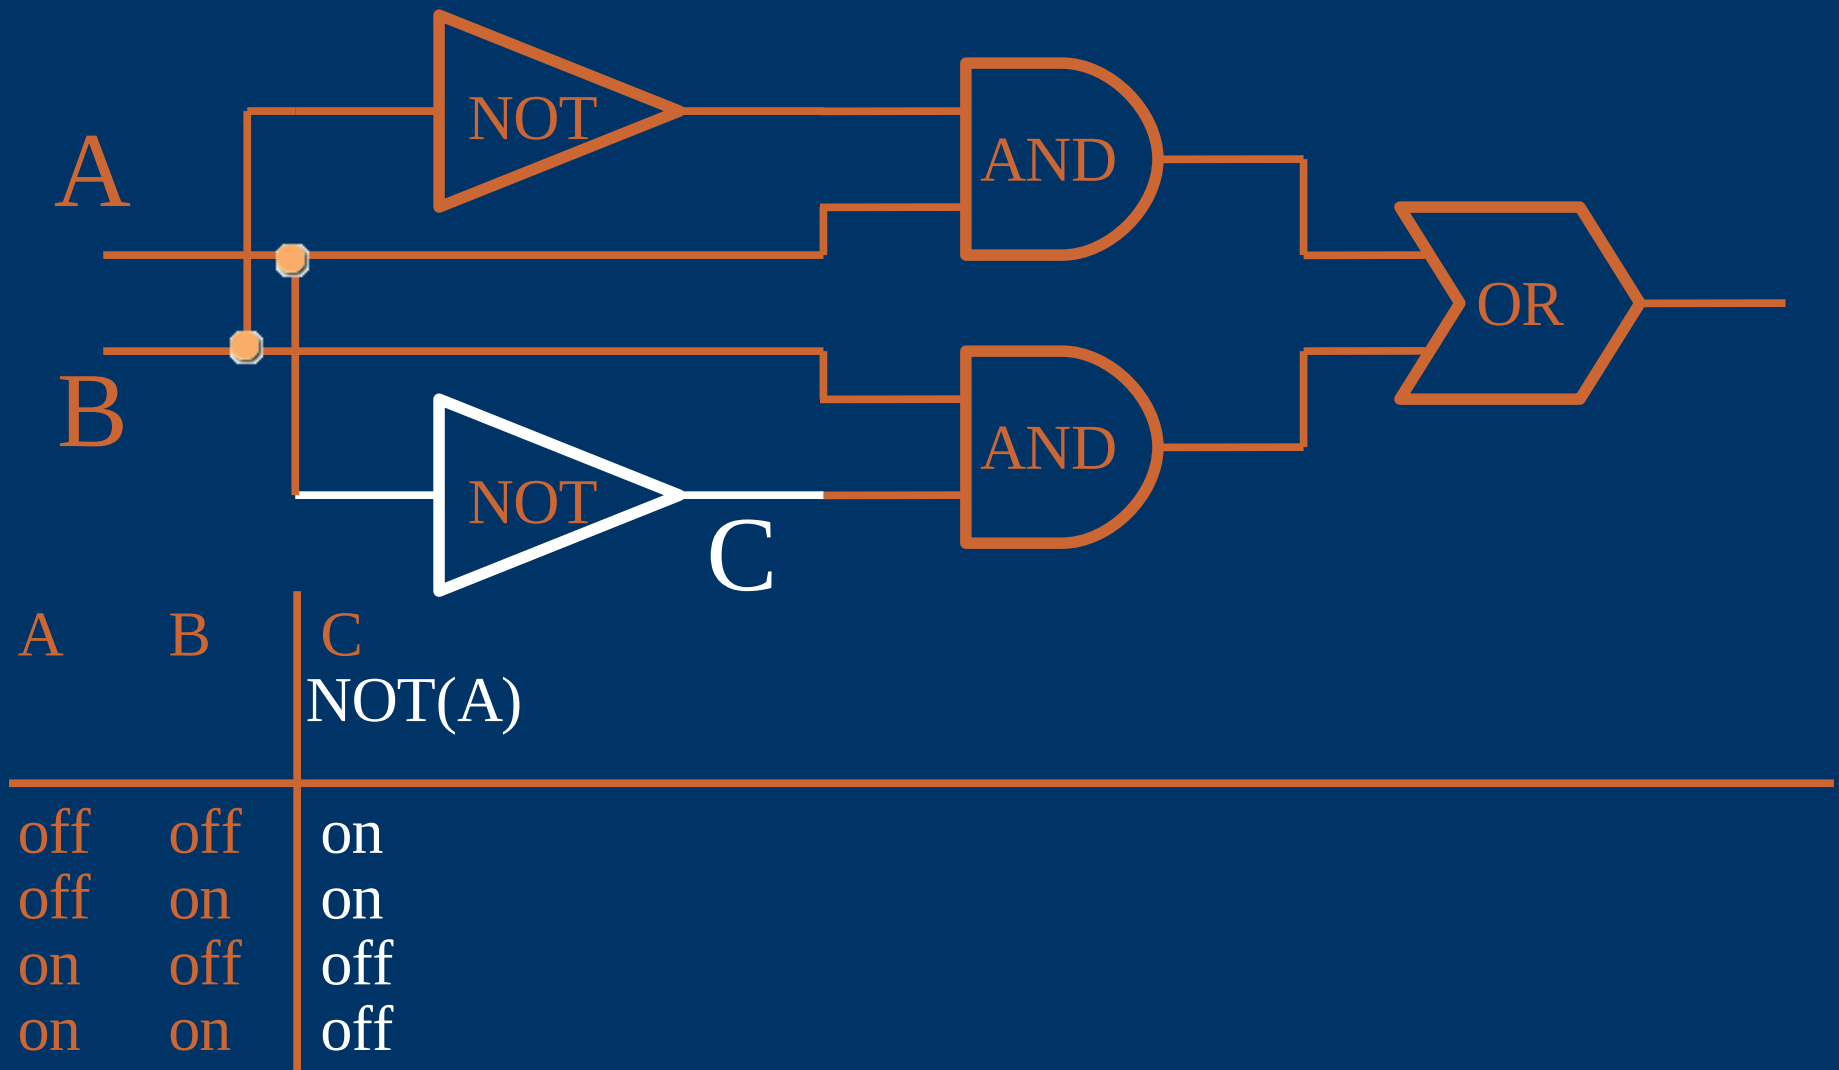 NOT
AND
A
OR
B
AND
NOT
C
A B C
NOT(A)
off off on
off on on
on off off
on on off